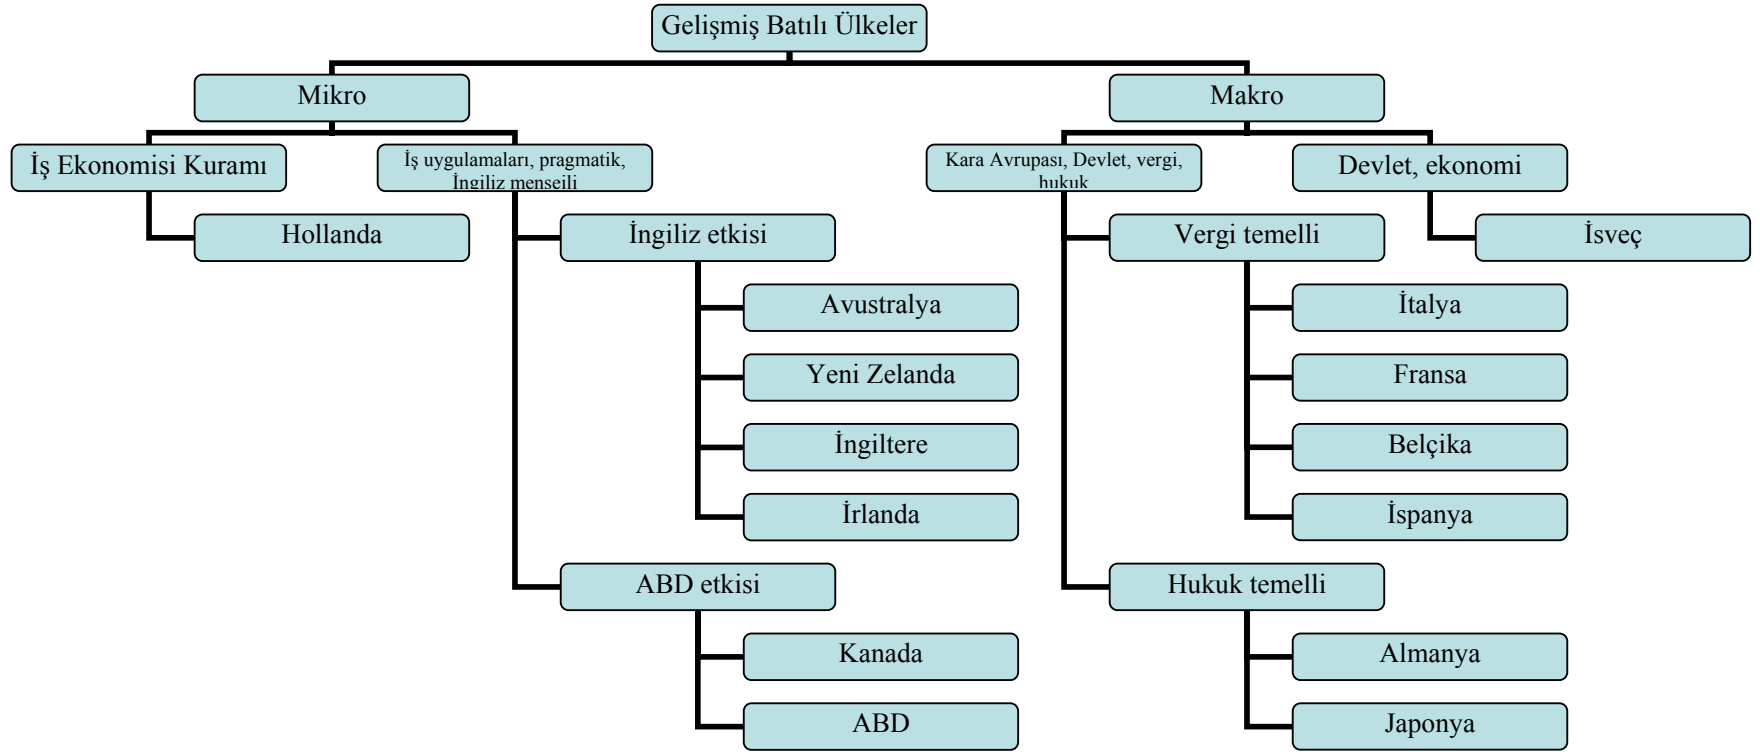 Gelişmiş Batılı Ülkeler
Mikro
Makro
İş Ekonomisi Kuramı
İş uygulamaları, pragmatik,
İngiliz menseili
Kara Avrupası, Devlet, vergi,
hukuk
Devlet, ekonomi
Hollanda
İngiliz etkisi
Vergi temelli
İsveç
Avustralya
İtalya
Yeni Zelanda
Fransa
İngiltere
Belçika
İrlanda
İspanya
ABD etkisi
Hukuk temelli
Kanada
Almanya
ABD
Japonya